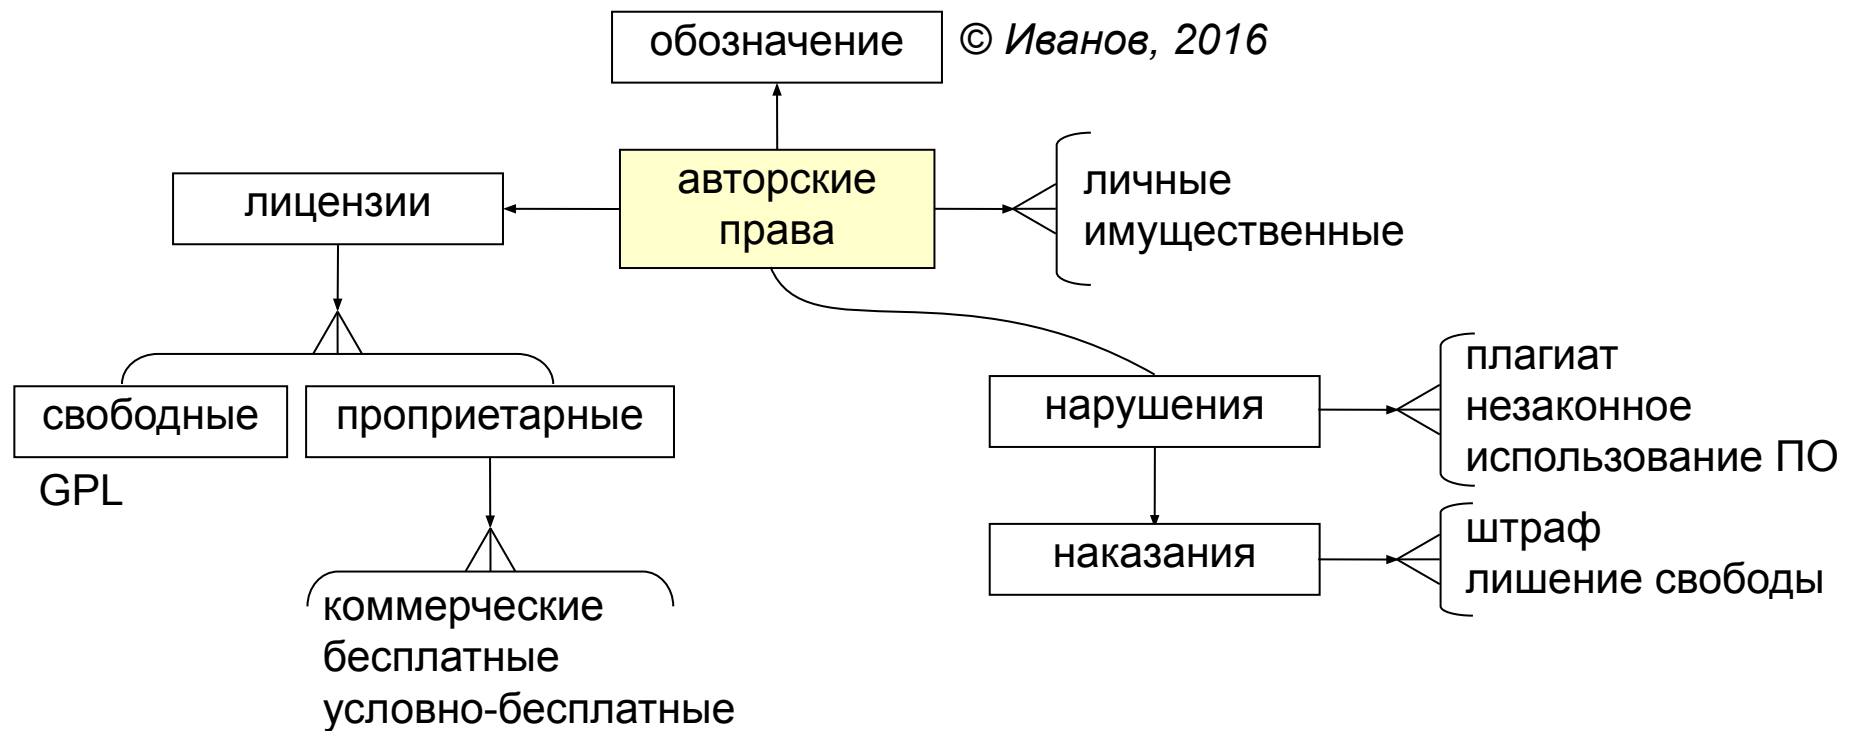 обозначение
© Иванов, 2016
авторские
права
личные
имущественные
лицензии
свободные
GPL
проприетарные
коммерческие
бесплатные
условно-бесплатные
нарушения
плагиат
незаконное
использование ПО
наказания
штраф
лишение свободы